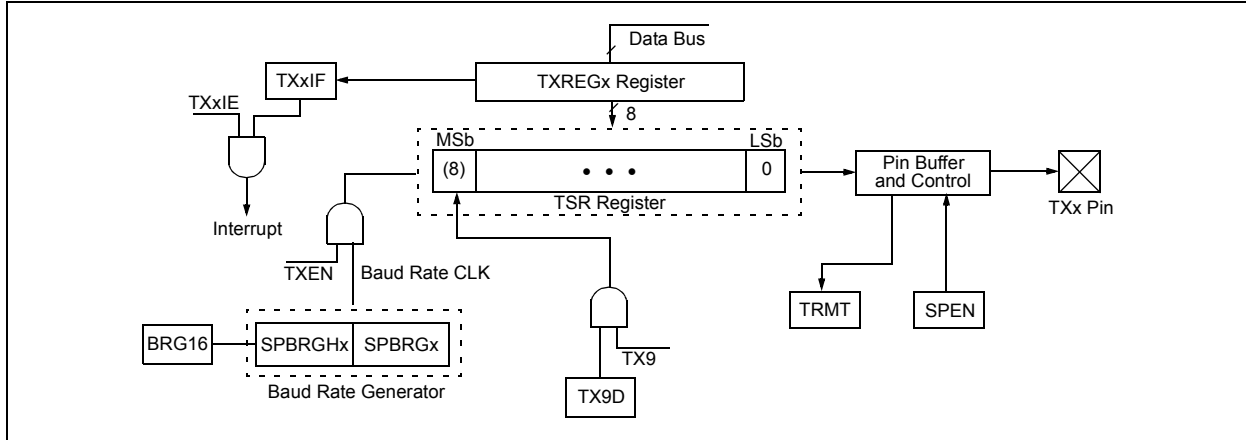 Data Bus
TXxIF
TXREGx Register
TXxIE
8
MSb
LSb
(8)
• • •
0
TSR Register
Pin Buffer
and Control
TXx Pin
Interrupt
TXEN
Baud Rate CLK
TRMT
SPEN
BRG16
SPBRGHx
SPBRGx
TX9
Baud Rate Generator
TX9D